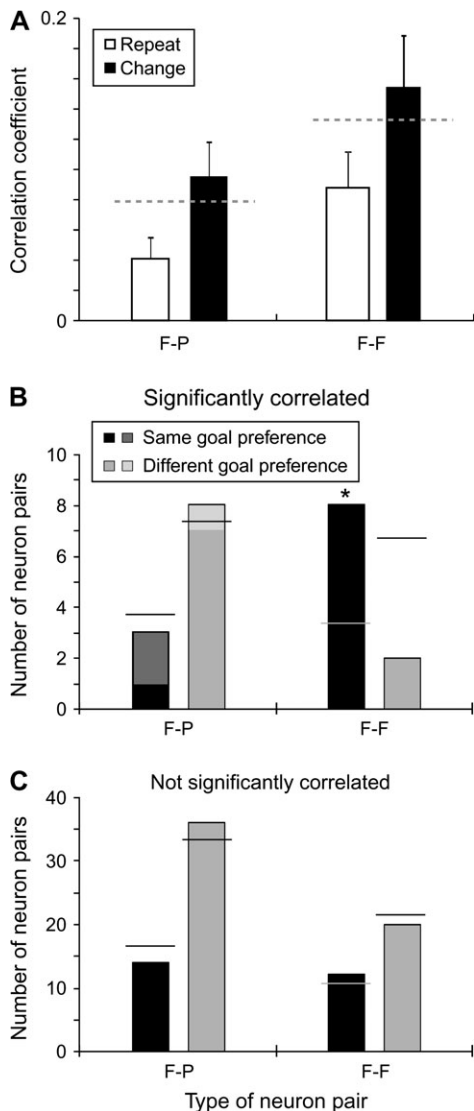 A
0.2
Repeat
Change
Correlation coefficient
0
F-P
F-F
B
Significantly correlated
10
Same goal preference
Different goal preference
8
*
6
4
2
0
Number of neuron pairs
F-P
F-F
C
Not significantly correlated
40
30
20
10
0
Number of neuron pairs
F-P
F-F
Type of neuron pair